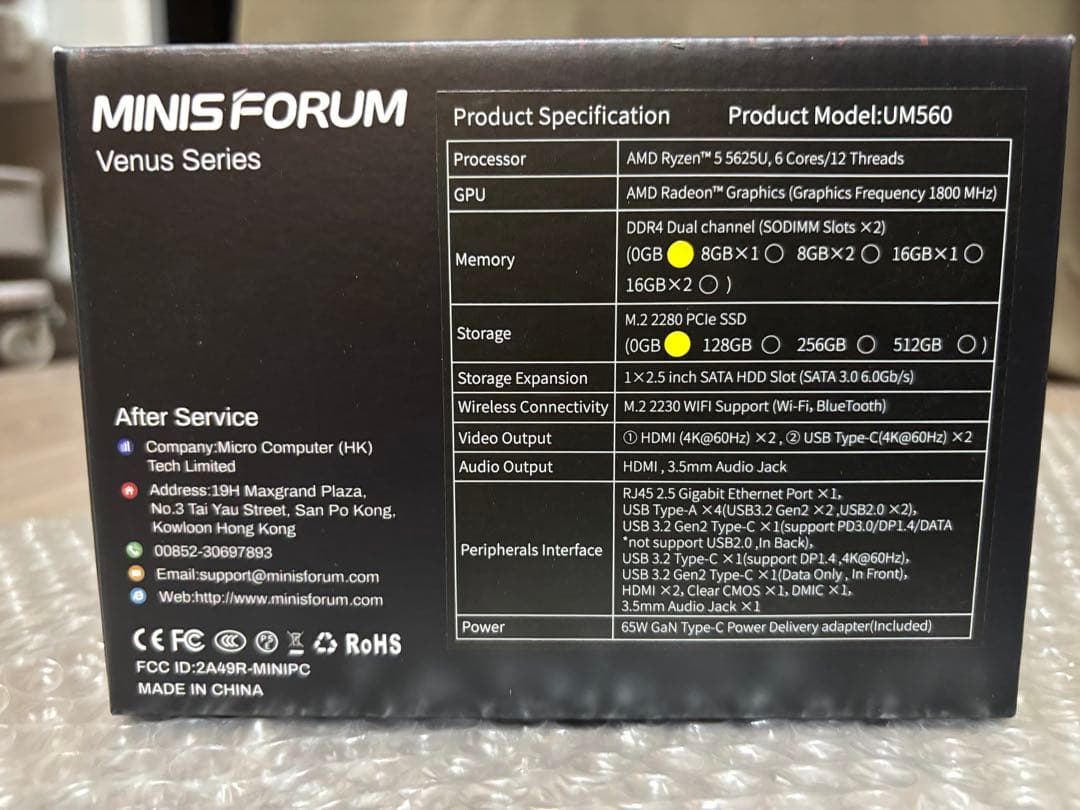 MINISFORUM
Venus Series
Product Specification Product Model:UM560
Processor AMD Ryzen™ 5 5625U, 6 Cores/12 Threads
GPU AMD Radeon™ Graphics (Graphics Frequency 1800 MHz)
Memory
DDR4 Dual channel (SODIMM Slots ×2)
(0GB 8GB×1 ○ 8GB×2 ○ 16GB×1 ○
16GB×2 ○ )
Storage
M.2 2280 PCIe SSD
(0GB 128GB ○ 256GB ○ 512GB ○ )
Storage Expansion 1×2.5 inch SATA HDD Slot (SATA 3.0 6.0Gb/s)
Wireless Connectivity M.2 2230 WIFI Support (Wi-Fi, BlueTooth)
Video Output ① HDMI (4K@60Hz) ×2 , ② USB Type-C(4K@60Hz) ×2
Audio Output HDMI , 3.5mm Audio Jack
Peripherals Interface
RJ45 2.5 Gigabit Ethernet Port ×1,
USB Type-A ×4(USB3.2 Gen2 ×2 ,USB2.0 ×2),
USB 3.2 Gen2 Type-C ×1(support PD3.0/DP1.4/DATA
*not support USB2.0 ,In Back),
USB 3.2 Type-C ×1(support DP1.4 ,4K@60Hz),
USB 3.2 Gen2 Type-C ×1(Data Only , In Front),
HDMI ×2, Clear CMOS ×1, DMIC ×1,
3.5mm Audio Jack ×1
Power 65W GaN Type-C Power Delivery adapter(Included)
After Service
Company:Micro Computer (HK)
Tech Limited
Address:19H Maxgrand Plaza,
No.3 Tai Yau Street, San Po Kong,
Kowloon Hong Kong
00852-30697893
Email:support@minisforum.com
Web:http://www.minisforum.com
CE FC CCC PS RoHS
FCC ID:2A49R-MINIPC
MADE IN CHINA